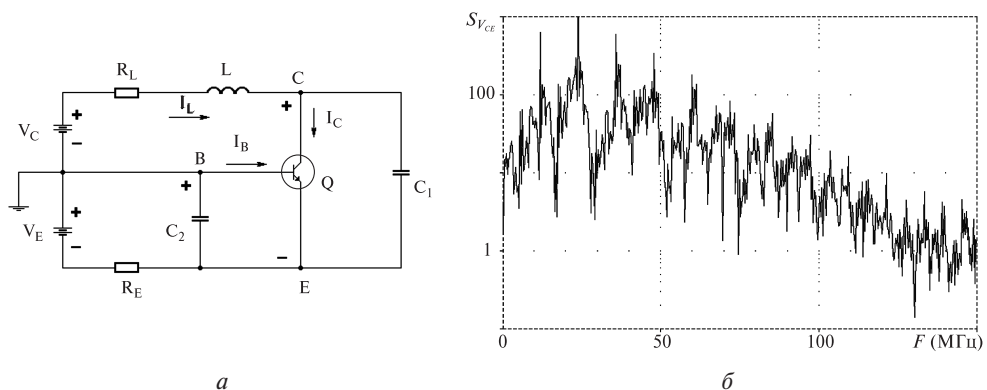 R_L
L
C
I_L
I_C
V_C
B
I_B
Q
C_1
V_E
C_2
R_E
E
а
S_{V_{CE}}
100
1
0
50
100
F (МГц)
б